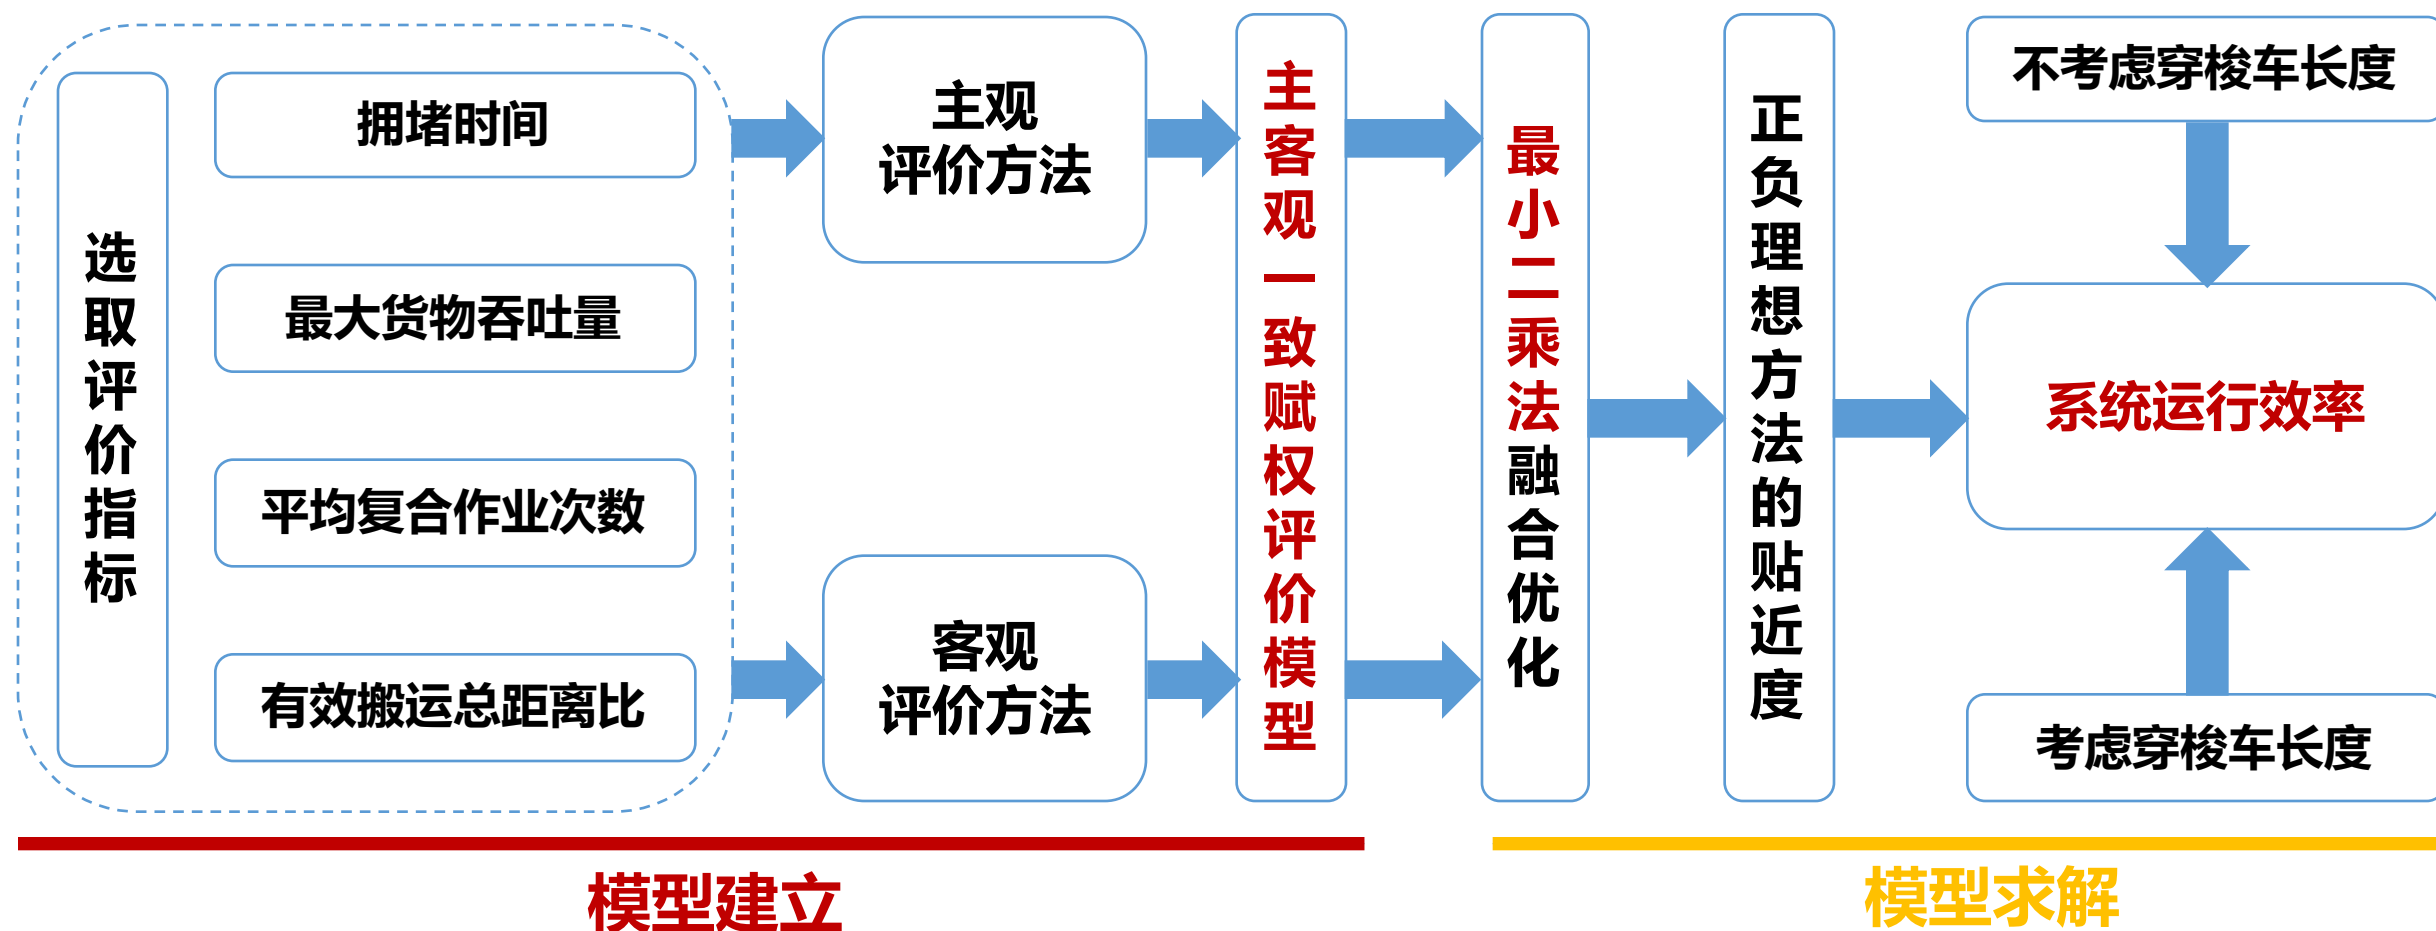 选取评价指标
拥堵时间
最大货物吞吐量
平均复合作业次数
有效搬运总距离比
主观
评价方法
客观
评价方法
主客观一致赋权评价模型
最小二乘法融合优化
正负理想方法的贴近度
不考虑穿梭车长度
系统运行效率
考虑穿梭车长度
模型建立
模型求解